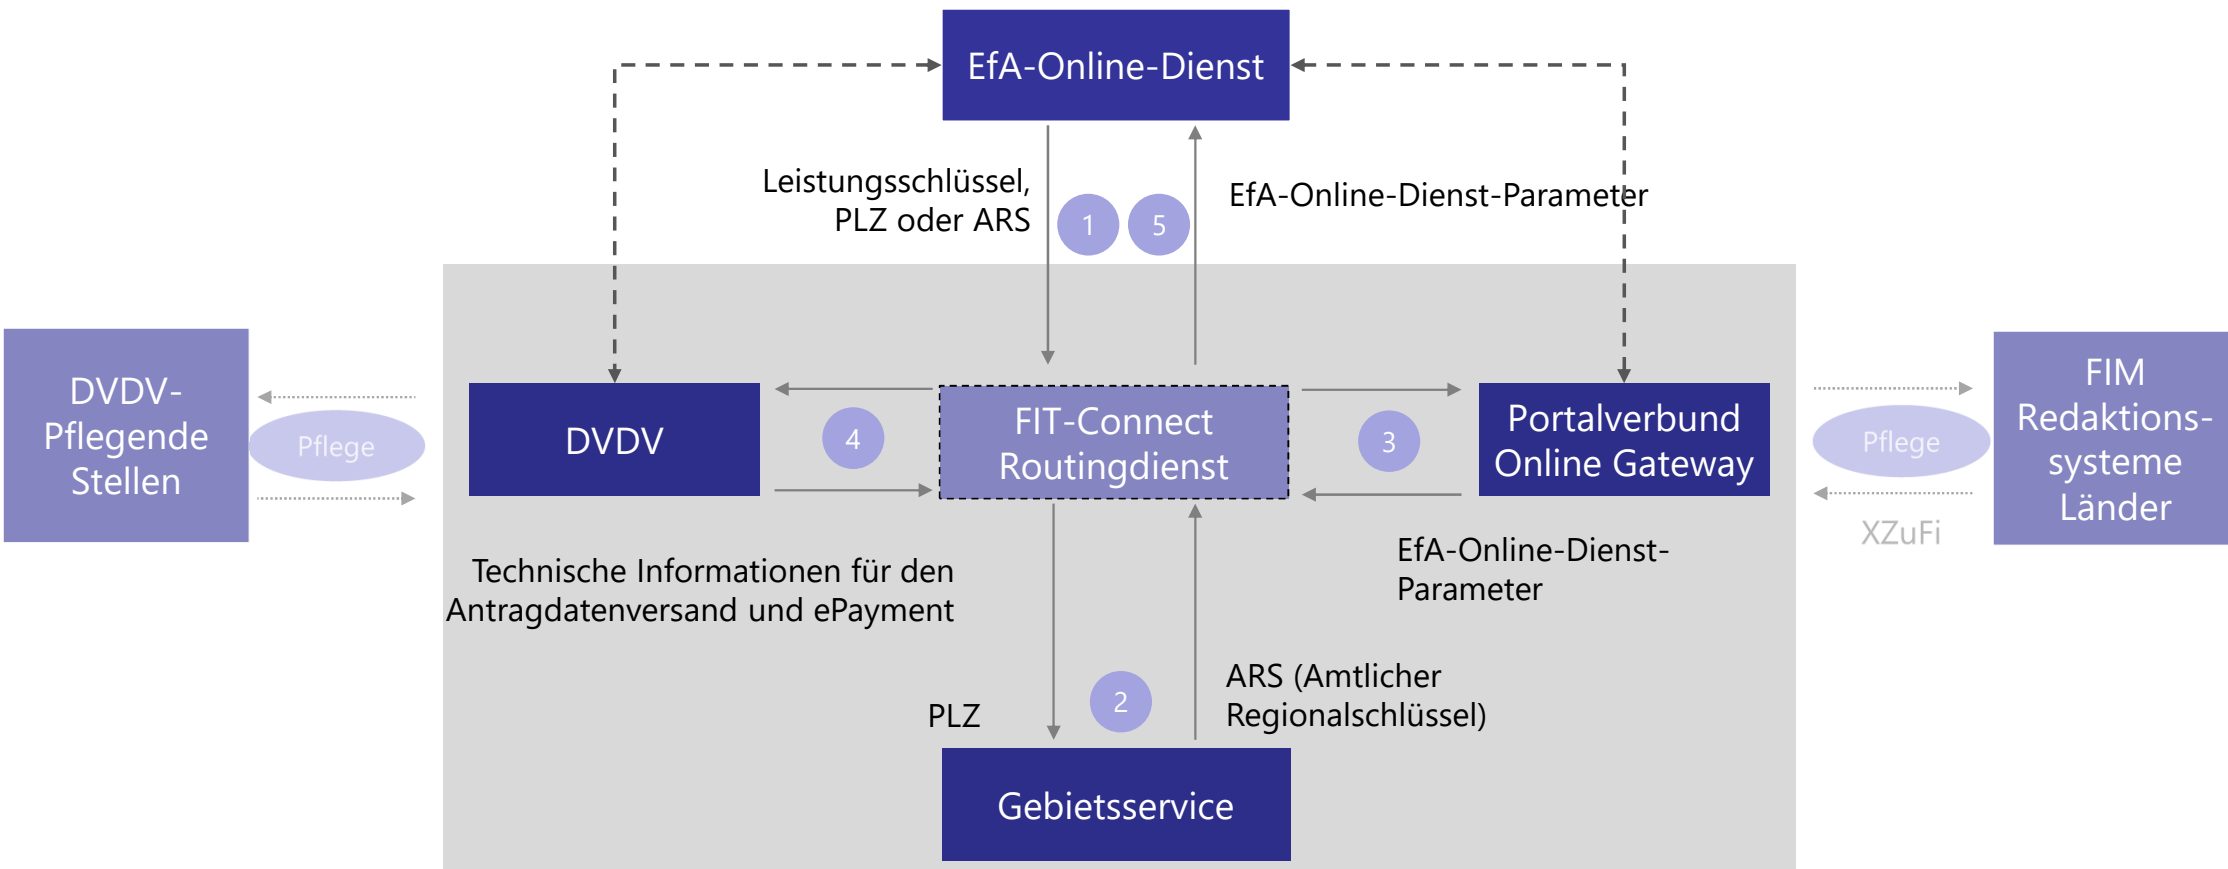 EfA-Online-Dienst
Leistungsschlüssel,
PLZ oder ARS
1
5
EfA-Online-Dienst-Parameter
DVDV-
Pflegende
Stellen
Pflege
DVDV
4
FIT-Connect
Routingdienst
3
Portalverbund
Online Gateway
Pflege
XZuFi
FIM
Redaktions-
systeme
Länder
Technische Informationen für den
Antragdatenversand und ePayment
EfA-Online-Dienst-
Parameter
PLZ
2
ARS (Amtlicher
Regionalschlüssel)
Gebietsservice